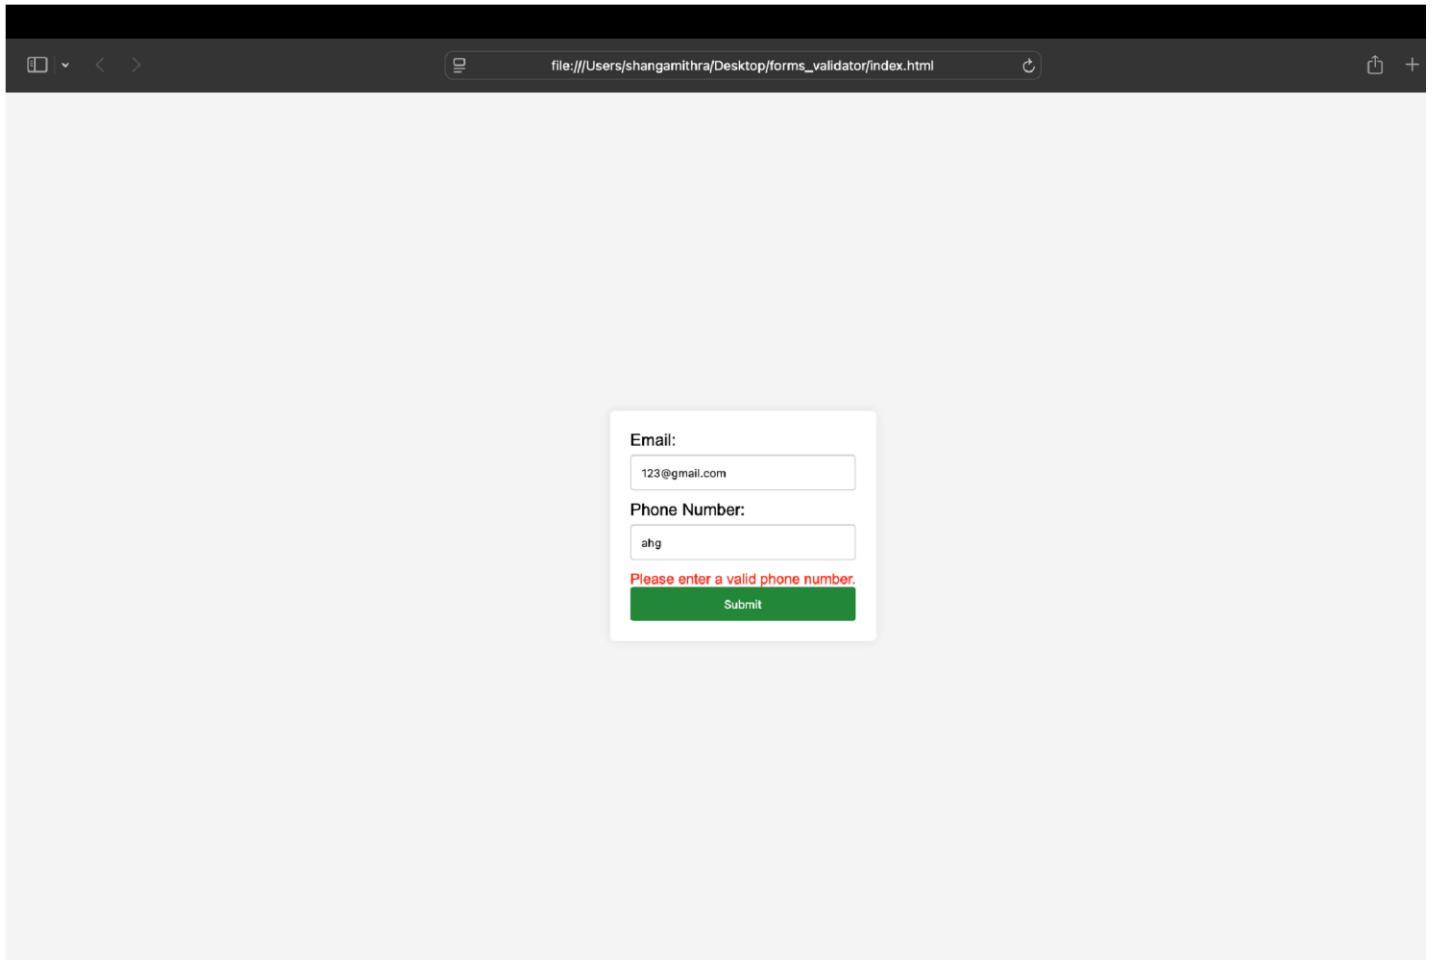 file:///Users/shangamithra/Desktop/forms_validator/index.html
Email:
123@gmail.com
Phone Number:
ahg
Please enter a valid phone number.
Submit